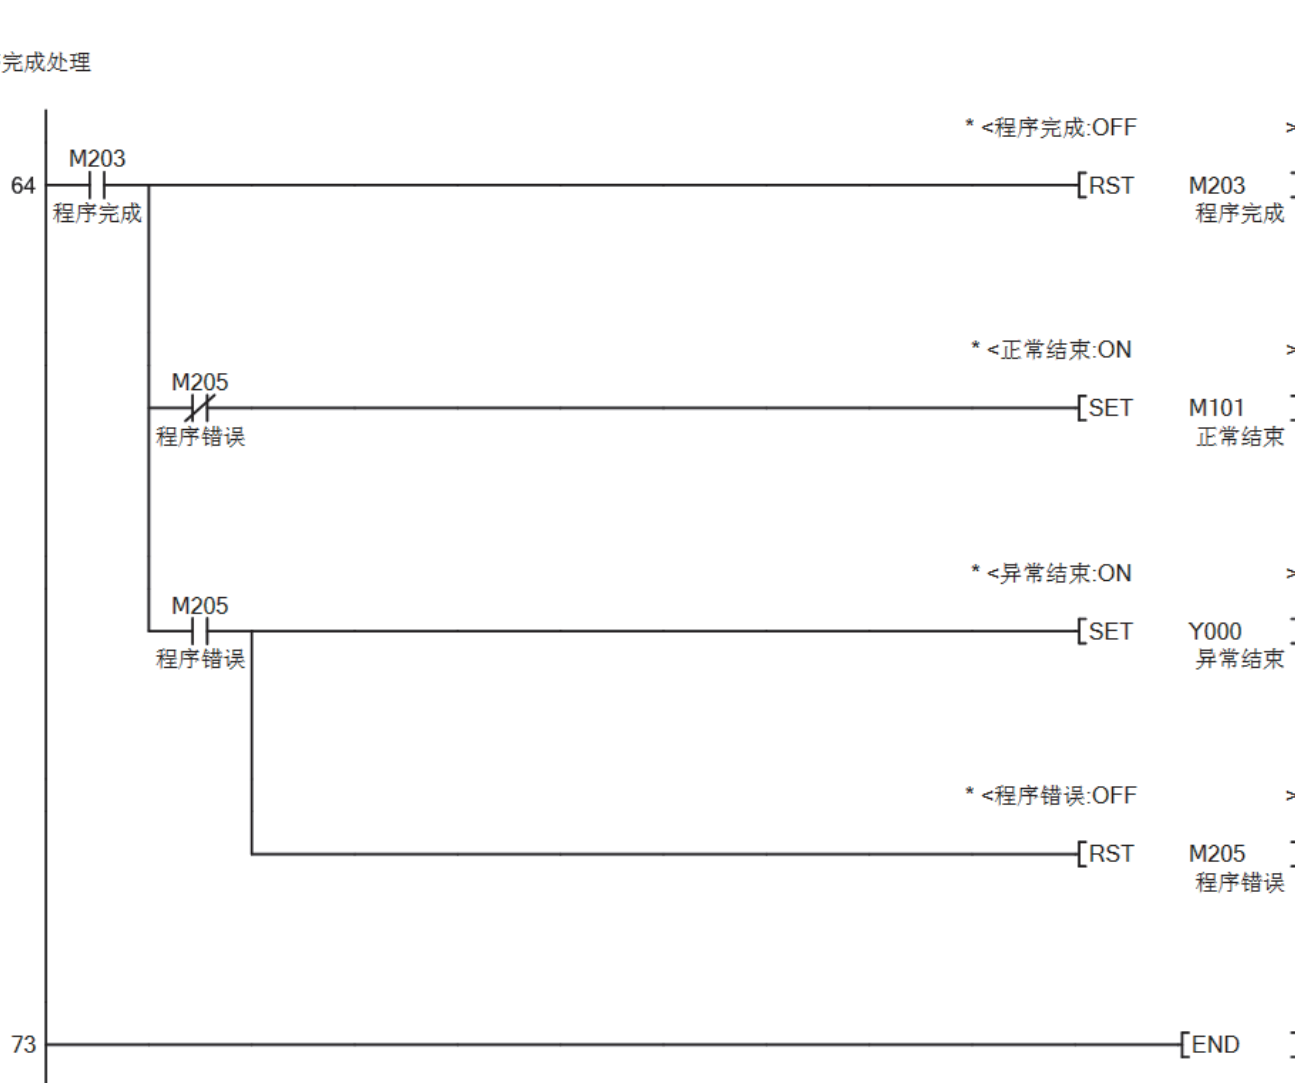 完成处理
* <程序完成:OFF >
M203
64 [RST M203 ]
程序完成 程序完成
* <正常结束:ON >
M205
[SET M101 ]
程序错误 正常结束
* <异常结束:ON >
M205
[SET Y000 ]
程序错误 异常结束
* <程序错误:OFF >
[RST M205 ]
程序错误
73 [END ]